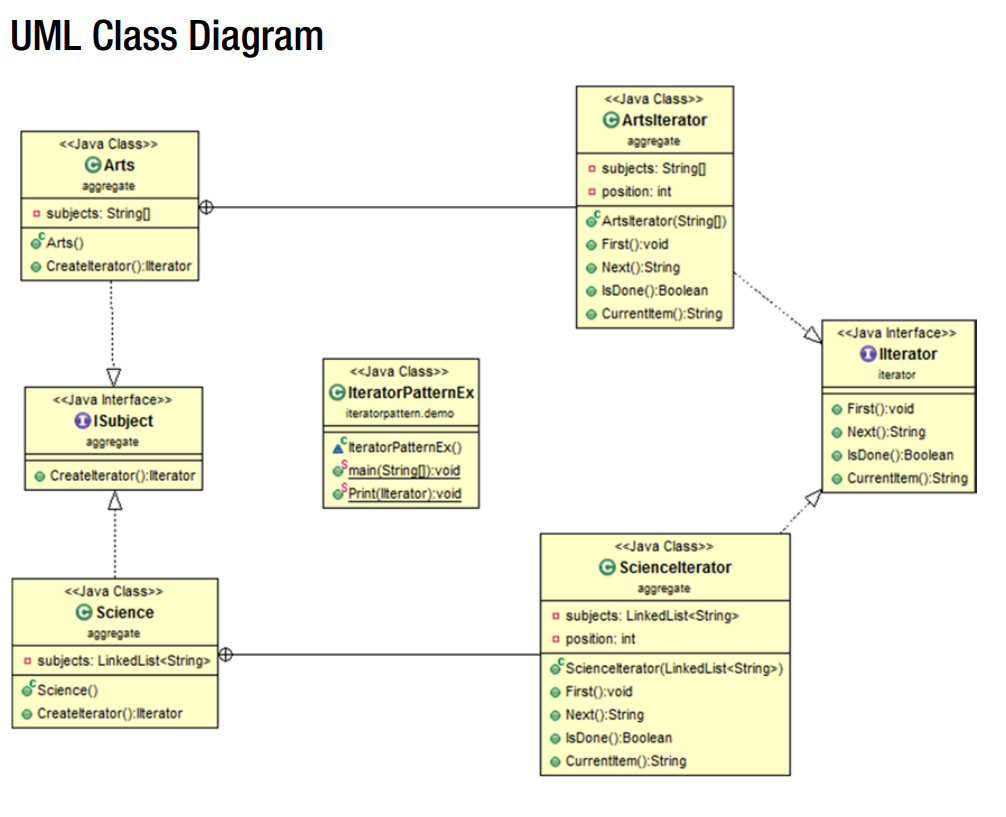 UML Class Diagram
<<Java Class>>
Arts
aggregate
subjects: String[]
Arts()
CreateIterator():IIterator
<<Java Class>>
ArtsIterator
aggregate
subjects: String[]
position: int
ArtsIterator(String[])
First():void
Next():String
IsDone():Boolean
CurrentItem():String
<<Java Interface>>
IIterator
iterator
First():void
Next():String
IsDone():Boolean
CurrentItem():String
<<Java Class>>
IteratorPatternEx
iteratorpattern.demo
IteratorPatternEx()
main(String[]):void
Print(IIterator):void
<<Java Interface>>
ISubject
aggregate
CreateIterator():IIterator
<<Java Class>>
Science
aggregate
subjects: LinkedList<String>
Science()
CreateIterator():IIterator
<<Java Class>>
ScienceIterator
aggregate
subjects: LinkedList<String>
position: int
ScienceIterator(LinkedList<String>)
First():void
Next():String
IsDone():Boolean
CurrentItem():String